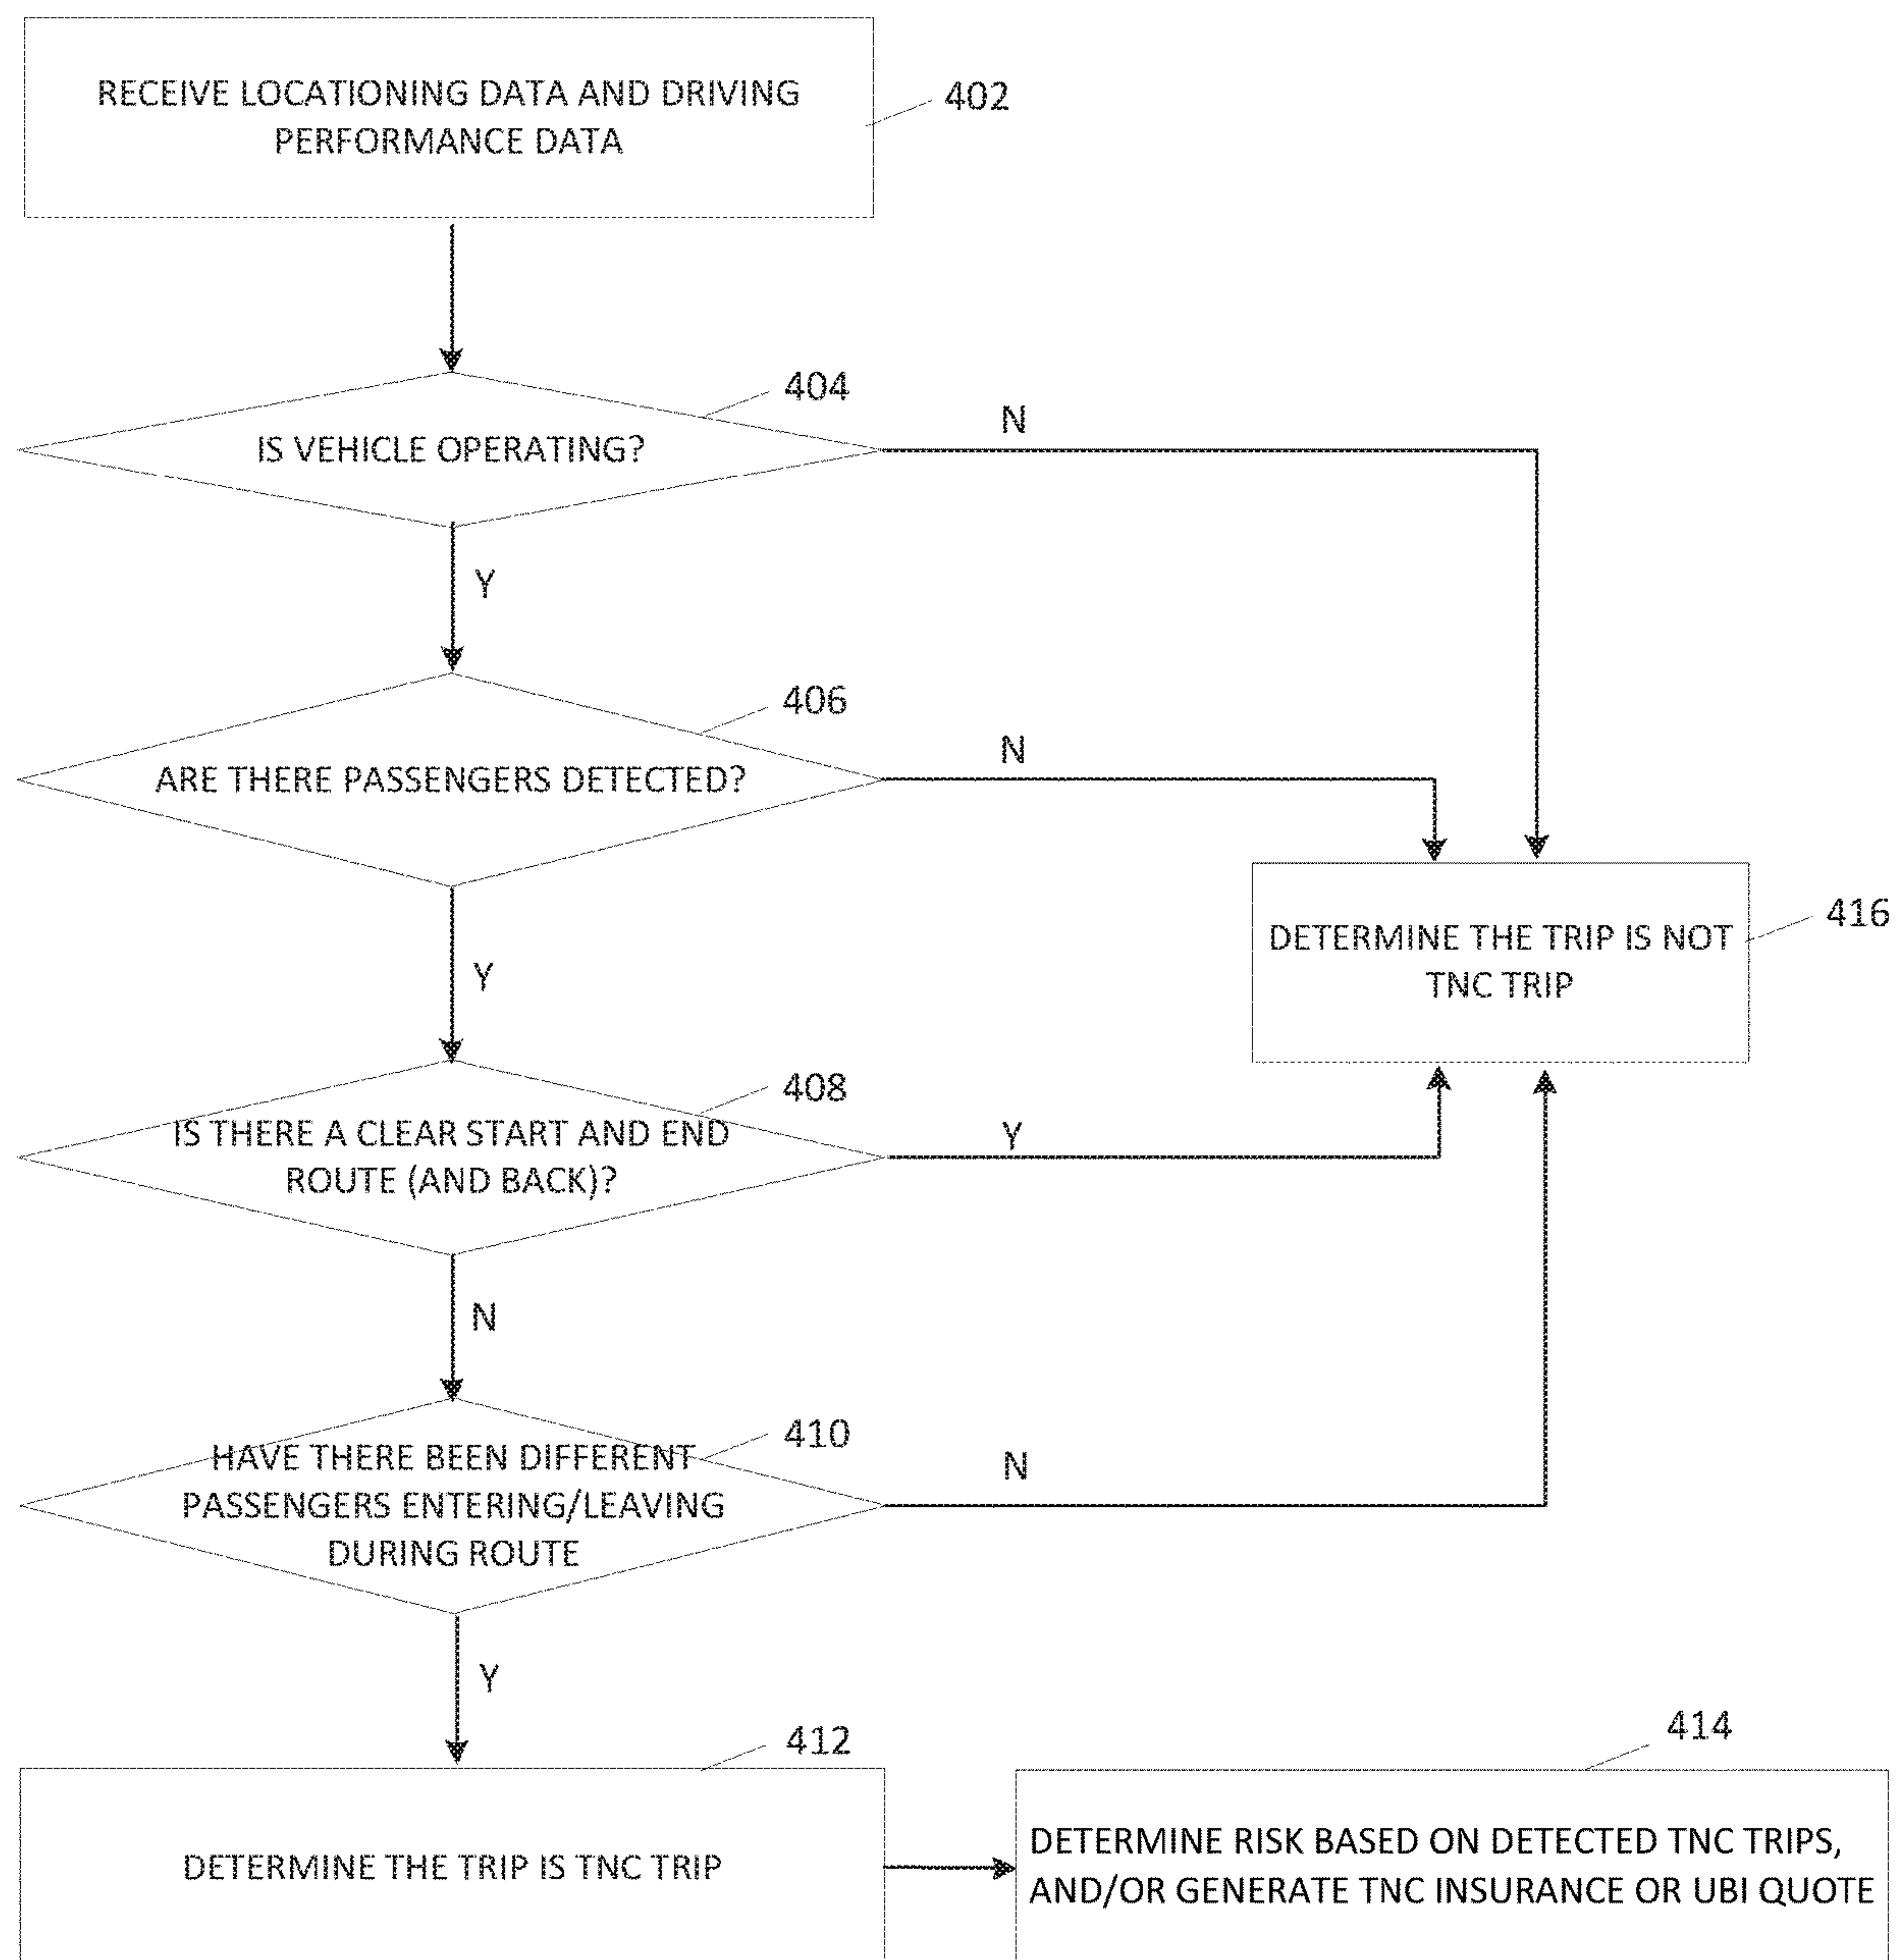 RECEIVE LOCATIONING DATA AND DRIVING
PERFORMANCE DATA
402
404
IS VEHICLE OPERATING?
N
Y
406
ARE THERE PASSENGERS DETECTED?
N
416
DETERMINE THE TRIP IS NOT
TNC TRIP
Y
408
IS THERE A CLEAR START AND END
ROUTE (AND BACK)?
Y
N
410
HAVE THERE BEEN DIFFERENT
PASSENGERS ENTERING/LEAVING
DURING ROUTE
N
Y
412
DETERMINE THE TRIP IS TNC TRIP
414
DETERMINE RISK BASED ON DETECTED TNC TRIPS,
AND/OR GENERATE TNC INSURANCE OR UBI QUOTE